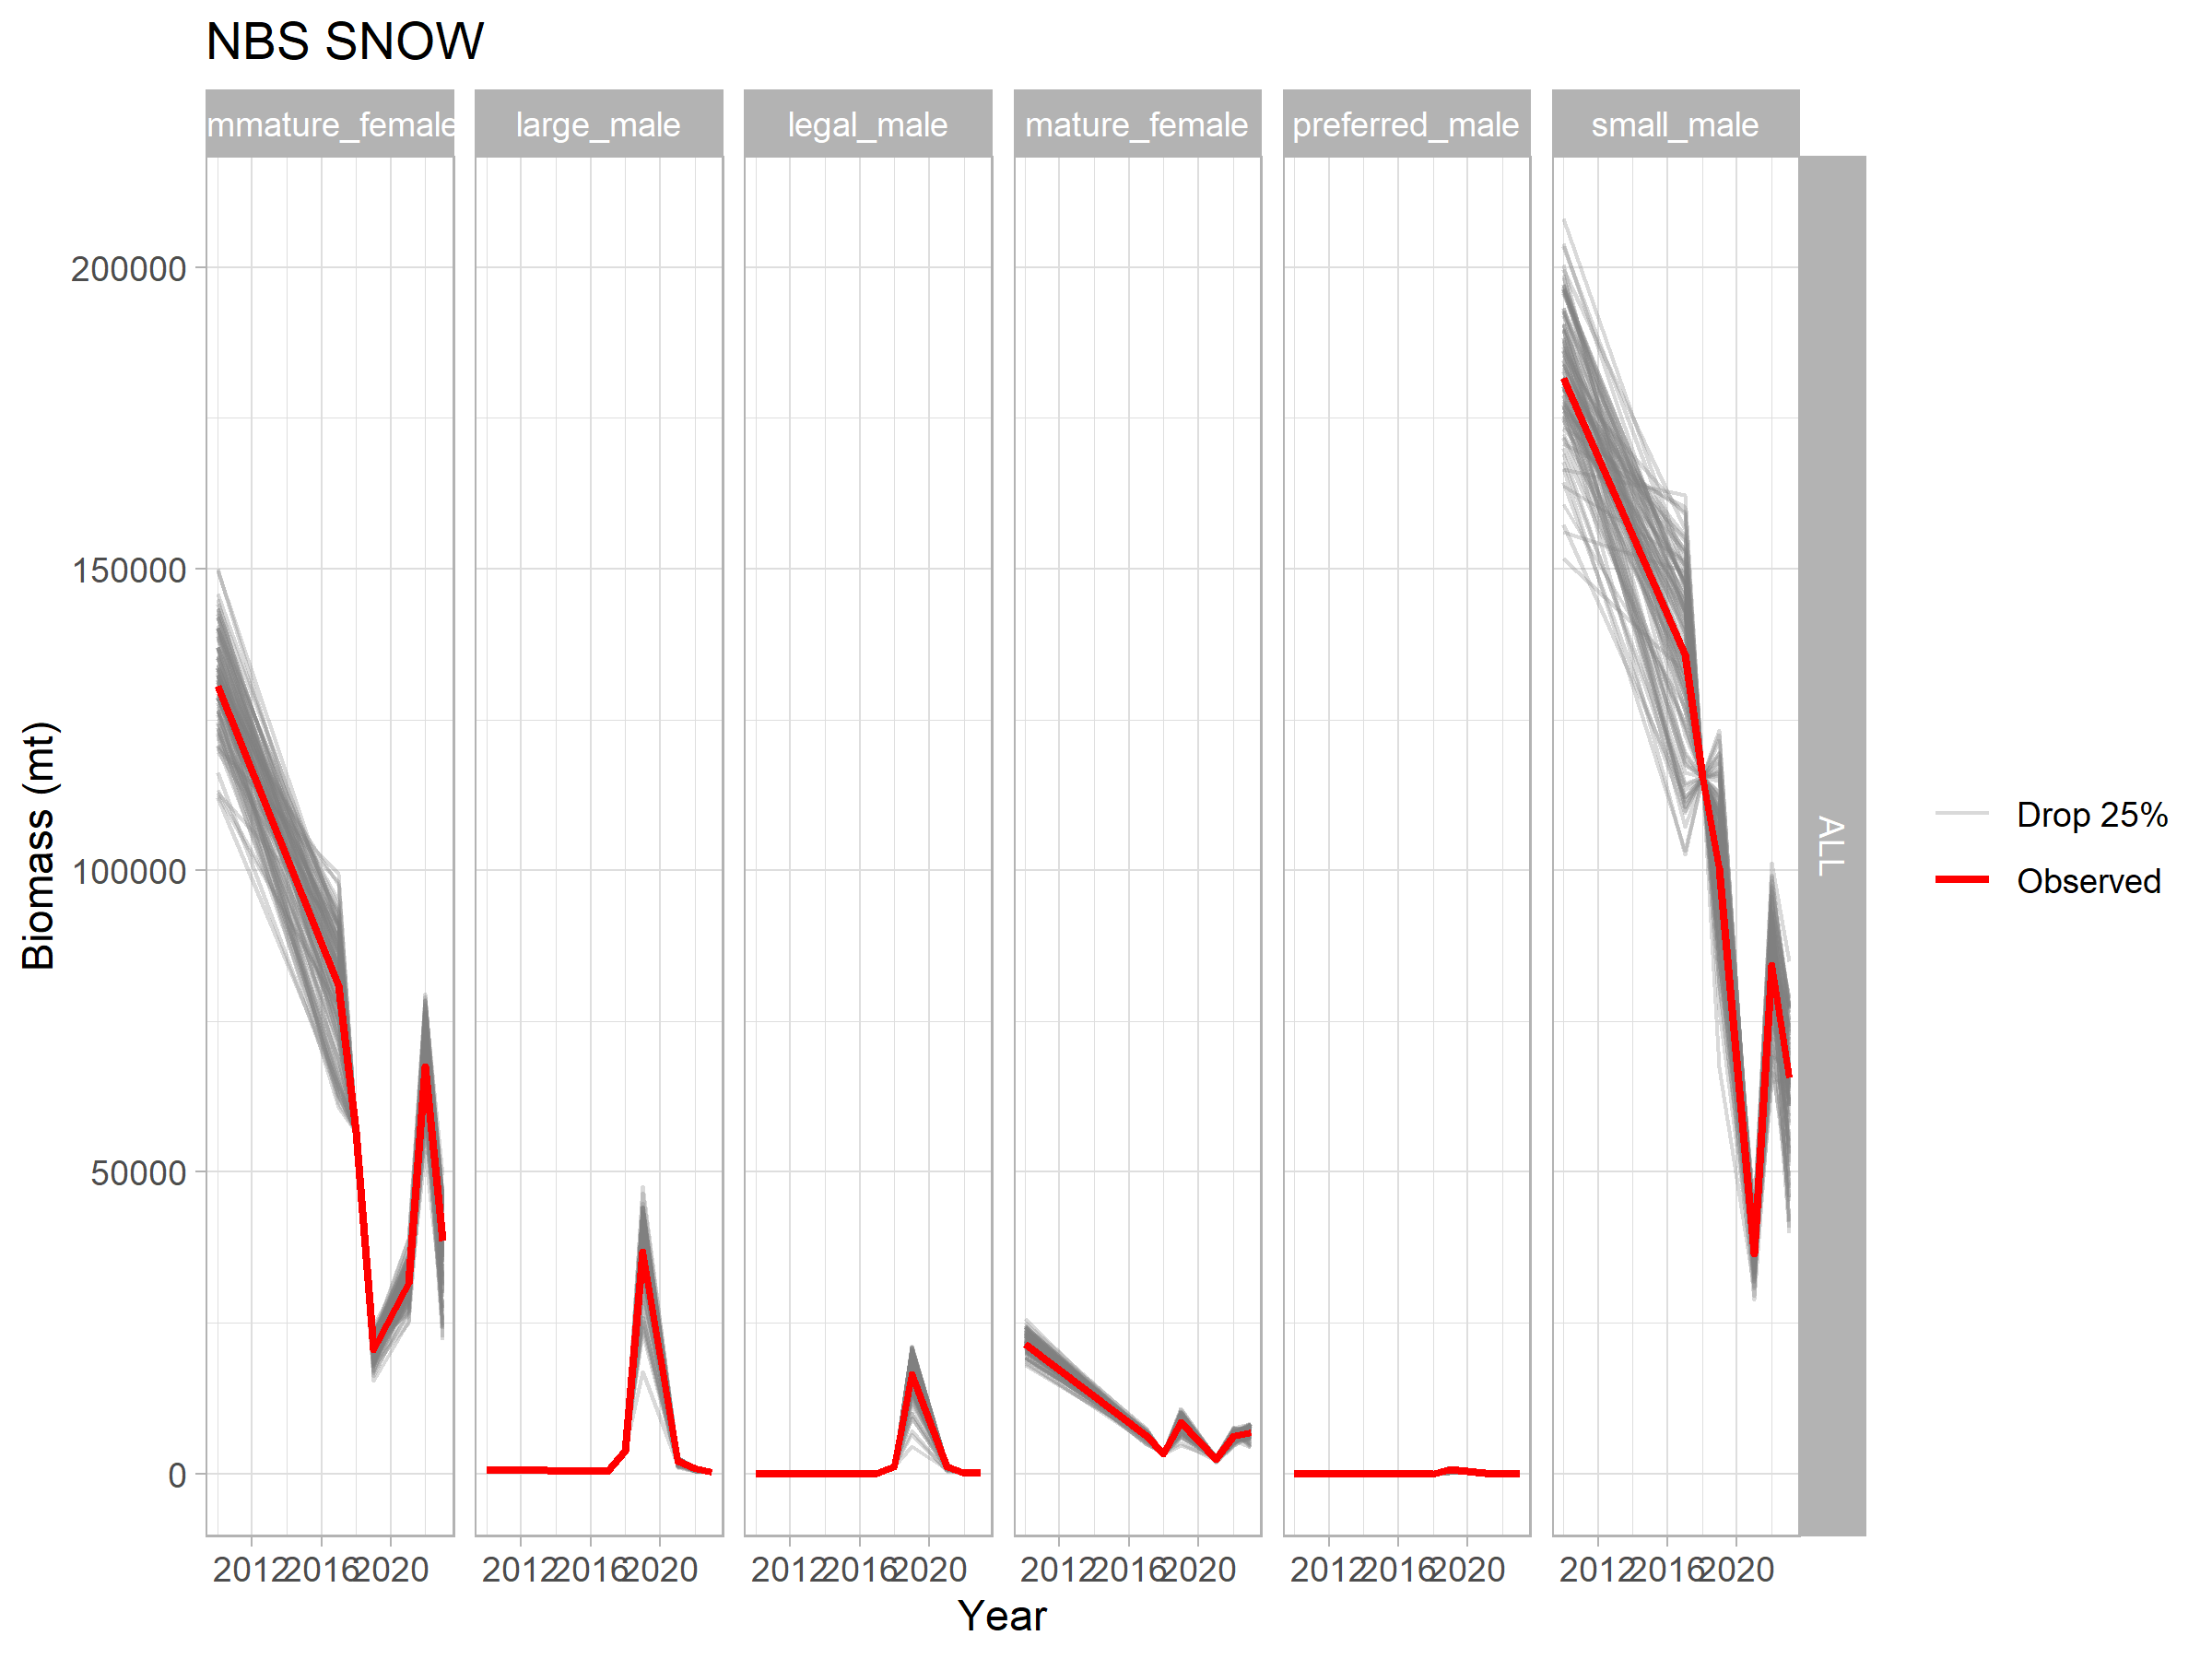 NBS SNOW
mmature_female
large_male
legal_male
mature_female
preferred_male
small_male
200000
150000
100000
50000
0
Biomass (mt)
ALL
Drop 25%
Observed
2012 2016 2020
2012 2016 2020
2012 2016 2020
2012 2016 2020
2012 2016 2020
2012 2016 2020
Year